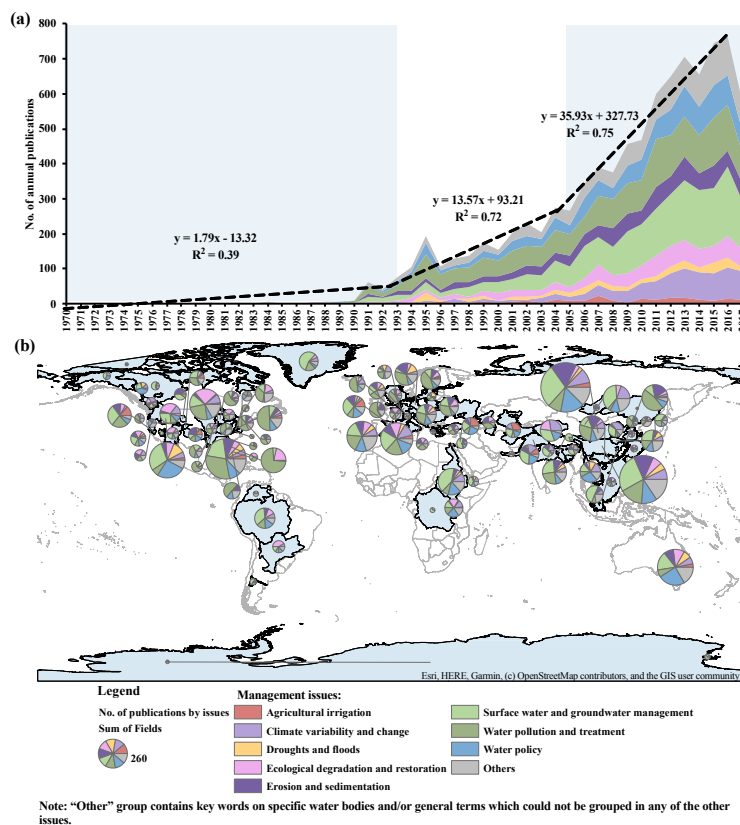 (a)
800
700
600
500
400
300
200
100
0
No. of annual publications
y = 1.79x - 13.32
R² = 0.39
y = 13.57x + 93.21
R² = 0.72
y = 35.93x + 327.73
R² = 0.75
1970
1971
1972
1973
1974
1975
1976
1977
1978
1979
1980
1981
1982
1983
1984
1985
1986
1987
1988
1989
1990
1991
1992
1993
1994
1995
1996
1997
1998
1999
2000
2001
2002
2003
2004
2005
2006
2007
2008
2009
2010
2011
2012
2013
2014
2015
2016
(b)
Esri, HERE, Garmin, (c) OpenStreetMap contributors, and the GIS user community
Legend
No. of publications by issues
Sum of Fields
260
Management issues:
Agricultural irrigation
Climate variability and change
Droughts and floods
Ecological degradation and restoration
Erosion and sedimentation
Surface water and groundwater management
Water pollution and treatment
Water policy
Others
Note: “Other” group contains key words on specific water bodies and/or general terms which could not be grouped in any of the other
issues.